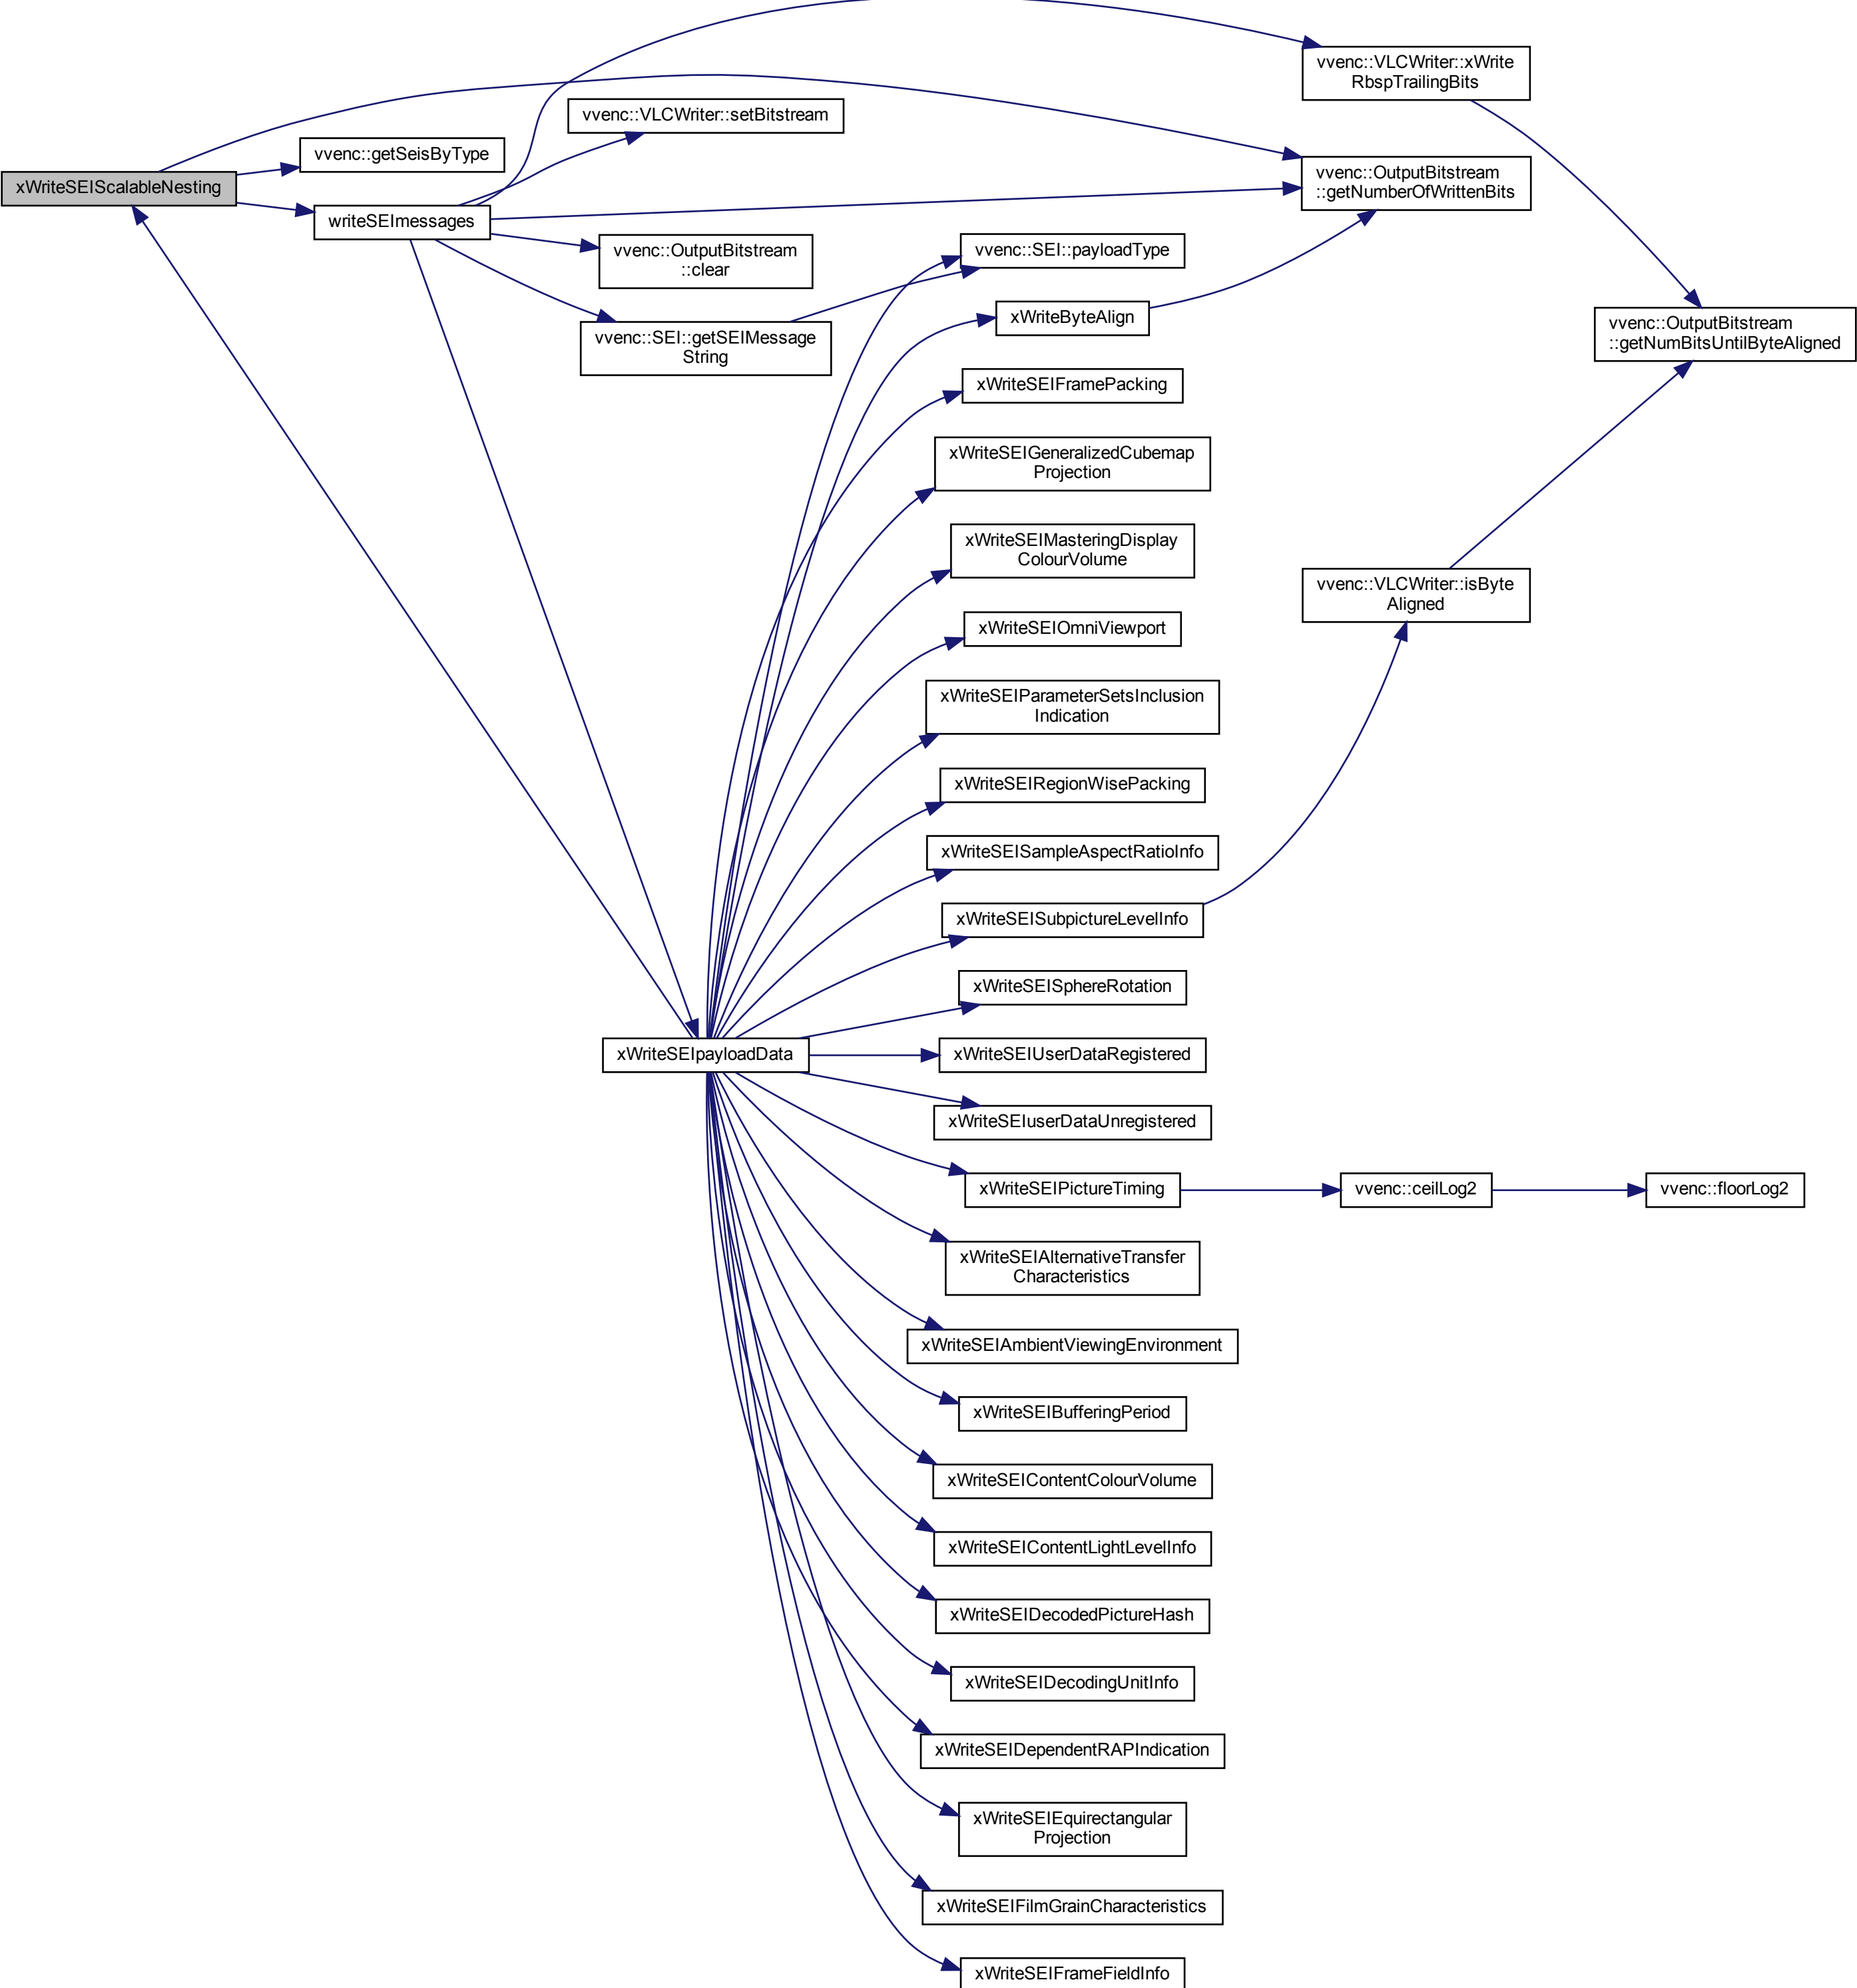 vvenc::VLCWriter::xWrite
RbspTrailingBits
vvenc::VLCWriter::setBitstream
vvenc::getSeisByType
xWriteSEIScalableNesting
vvenc::OutputBitstream
::getNumberOfWrittenBits
writeSEImessages
vvenc::OutputBitstream
::clear
vvenc::SEI::payloadType
xWriteByteAlign
vvenc::SEI::getSEIMessage
String
vvenc::OutputBitstream
::getNumBitsUntilByteAligned
xWriteSEIFramePacking
xWriteSEIGeneralizedCubemap
Projection
xWriteSEIMasteringDisplay
ColourVolume
vvenc::VLCWriter::isByte
Aligned
xWriteSEIOmniViewport
xWriteSEIParameterSetsInclusion
Indication
xWriteSEIRegionWisePacking
xWriteSEISampleAspectRatioInfo
xWriteSEISubpictureLevelInfo
xWriteSEISphereRotation
xWriteSEIpayloadData
xWriteSEIUserDataRegistered
xWriteSEIuserDataUnregistered
xWriteSEIPictureTiming
vvenc::ceilLog2
vvenc::floorLog2
xWriteSEIAlternativeTransfer
Characteristics
xWriteSEIAmbientViewingEnvironment
xWriteSEIBufferingPeriod
xWriteSEIContentColourVolume
xWriteSEIContentLightLevelInfo
xWriteSEIDecodedPictureHash
xWriteSEIDecodingUnitInfo
xWriteSEIDependentRAPIndication
xWriteSEIEquirectangular
Projection
xWriteSEIFilmGrainCharacteristics
xWriteSEIFrameFieldInfo